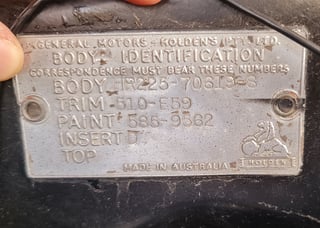 GENERAL MOTORS - HOLDEN'S PTY. LTD.
BODY IDENTIFICATION
CORRESPONDENCE MUST BEAR THESE NUMBERS
BODY
TRIM 510-E59
PAINT 585-9562
INSERT D
TOP
HOLDEN
MADE IN AUSTRALIA